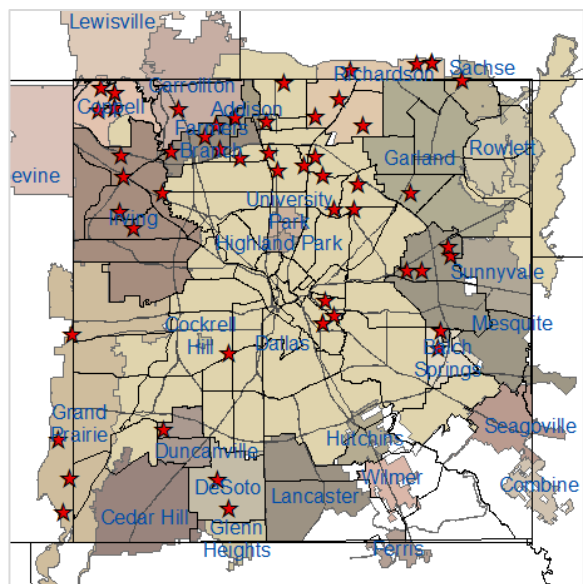 Lewisville
Richardson
Sachse
Carrollton
Coppell
Addison
Farmers
Branch
Garland
Rowlett
evine
University
Park
Irving
Highland Park
Sunnyvale
Mesquite
Cockrell
Hill
Dallas
Balch
Springs
Grand
Prairie
Seagoville
Hutchins
Duncanville
Wilmer
DeSoto
Lancaster
Combine
Cedar Hill
Glenn
Heights
Ferris